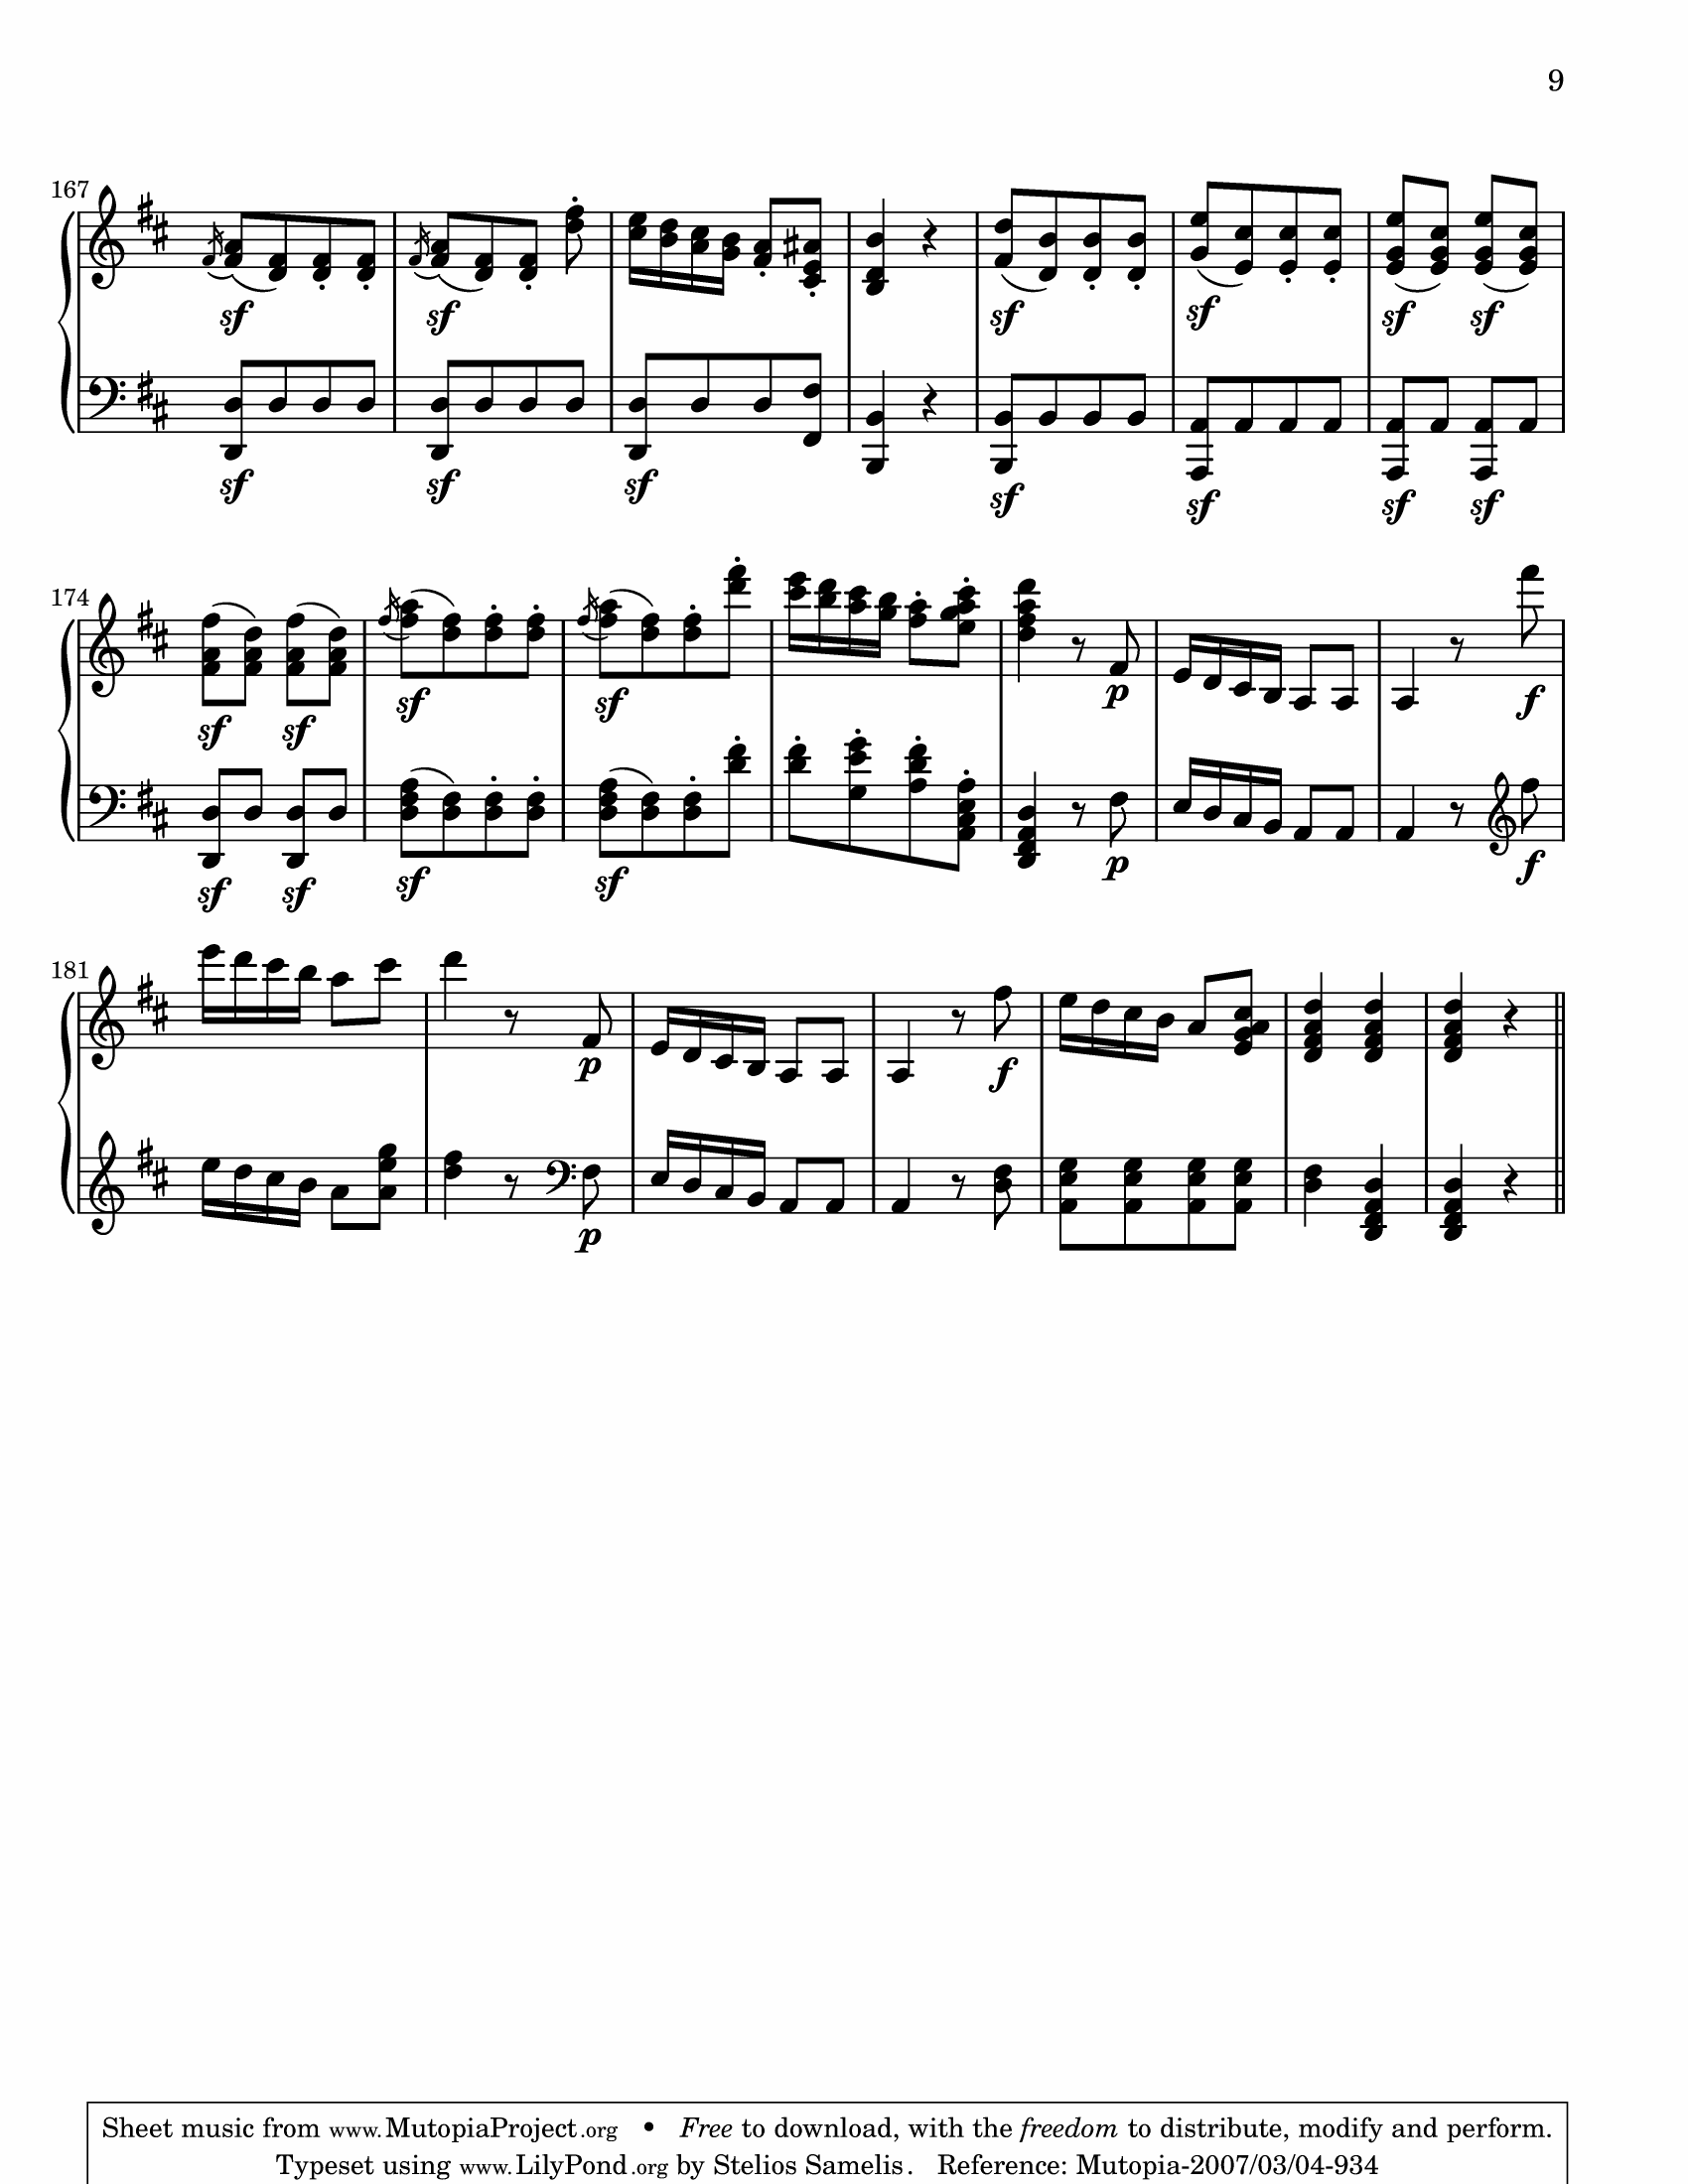 9
167
sf sf sf sf sf sf
sf sf sf sf sf sf sf
174
sf sf sf sf p f
sf sf sf sf p f
181
p f
p
Sheet music from www.MutopiaProject.org • Free to download, with the freedom to distribute, modify and perform.
Typeset using www.LilyPond.org by Stelios Samelis. Reference: Mutopia-2007/03/04-934